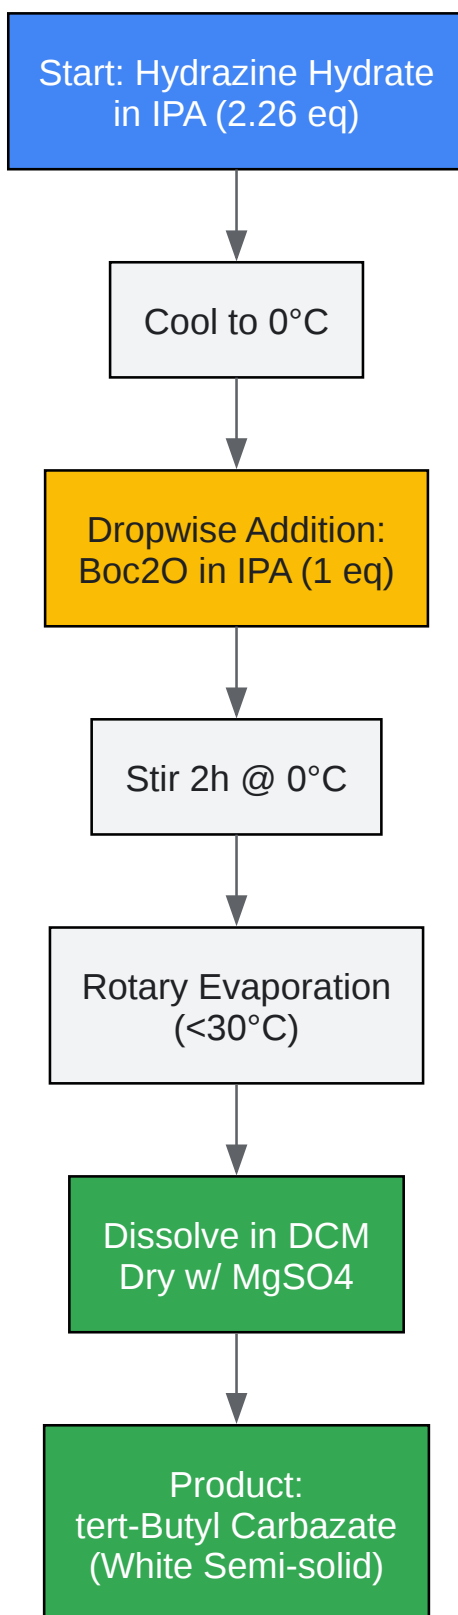 Start: Hydrazine Hydrate
in IPA (2.26 eq)
Cool to 0°C
Dropwise Addition:
Boc2O in IPA (1 eq)
Stir 2h @ 0°C
Rotary Evaporation
(<30°C)
Dissolve in DCM
Dry w/ MgSO4
Product:
tert-Butyl Carbazate
(White Semi-solid)